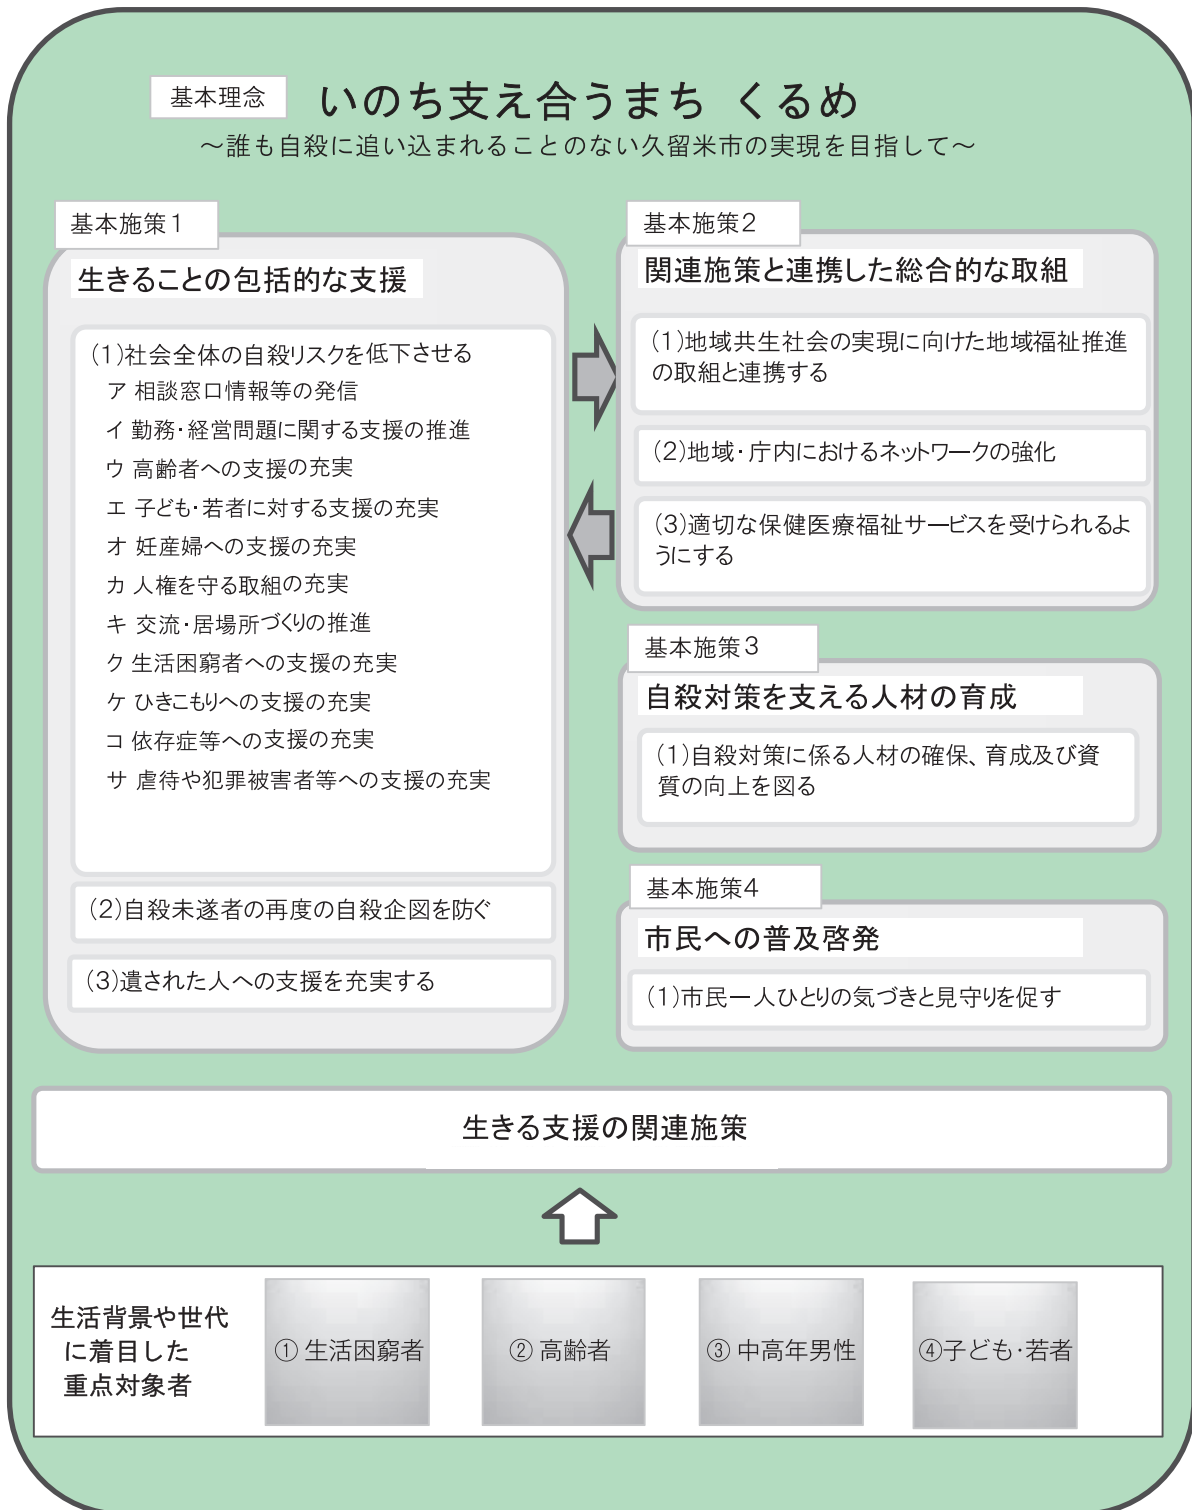 基本理念
いのち支え合うまち くるめ
～誰も自殺に追い込まれることのない久留米市の実現を目指して～
基本施策1
生きることの包括的な支援
(1)社会全体の自殺リスクを低下させる
ア 相談窓口情報等の発信
イ 勤務・経営問題に関する支援の推進
ウ 高齢者への支援の充実
エ 子ども・若者に対する支援の充実
オ 妊産婦への支援の充実
カ 人権を守る取組の充実
キ 交流・居場所づくりの推進
ク 生活困窮者への支援の充実
ケ ひきこもりへの支援の充実
コ 依存症等への支援の充実
サ 虐待や犯罪被害者等への支援の充実
(2)自殺未遂者の再度の自殺企図を防ぐ
(3)遺された人への支援を充実する
基本施策2
関連施策と連携した総合的な取組
(1)地域共生社会の実現に向けた地域福祉推進
の取組と連携する
(2)地域・庁内におけるネットワークの強化
(3)適切な保健医療福祉サービスを受けられるよ
うにする
基本施策3
自殺対策を支える人材の育成
(1)自殺対策に係る人材の確保、育成及び資
質の向上を図る
基本施策4
市民への普及啓発
(1)市民一人ひとりの気づきと見守りを促す
生きる支援の関連施策
生活背景や世代
に着目した
重点対象者
① 生活困窮者
② 高齢者
③ 中高年男性
④子ども・若者